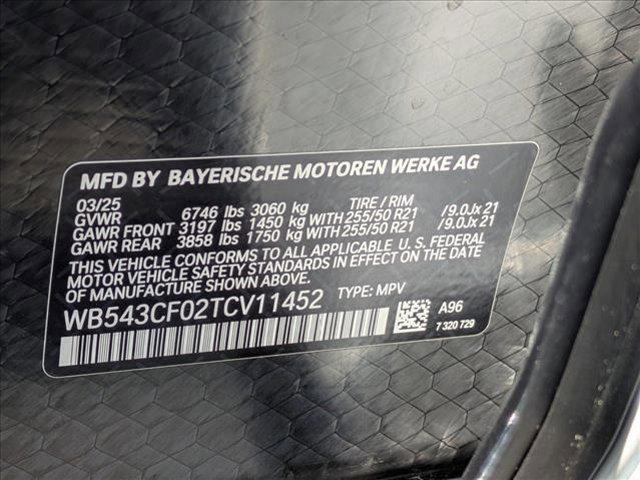 MFD BY BAYERISCHE MOTOREN WERKE AG
03/25 TIRE / RIM
GVWR 6746 lbs 3060 kg
GAWR FRONT 3197 lbs 1450 kg WITH 255/50 R21 /9.0Jx 21
GAWR REAR 3858 lbs 1750 kg WITH 255/50 R21 /9.0Jx 21
THIS VEHICLE CONFORMS TO ALL APPLICABLE U. S. FEDERAL
MOTOR VEHICLE SAFETY STANDARDS IN EFFECT ON THE DATE
OF MANUFACTURE SHOWN ABOVE.
WB543CF02TCV11452 TYPE: MPV
A96
7 320 729